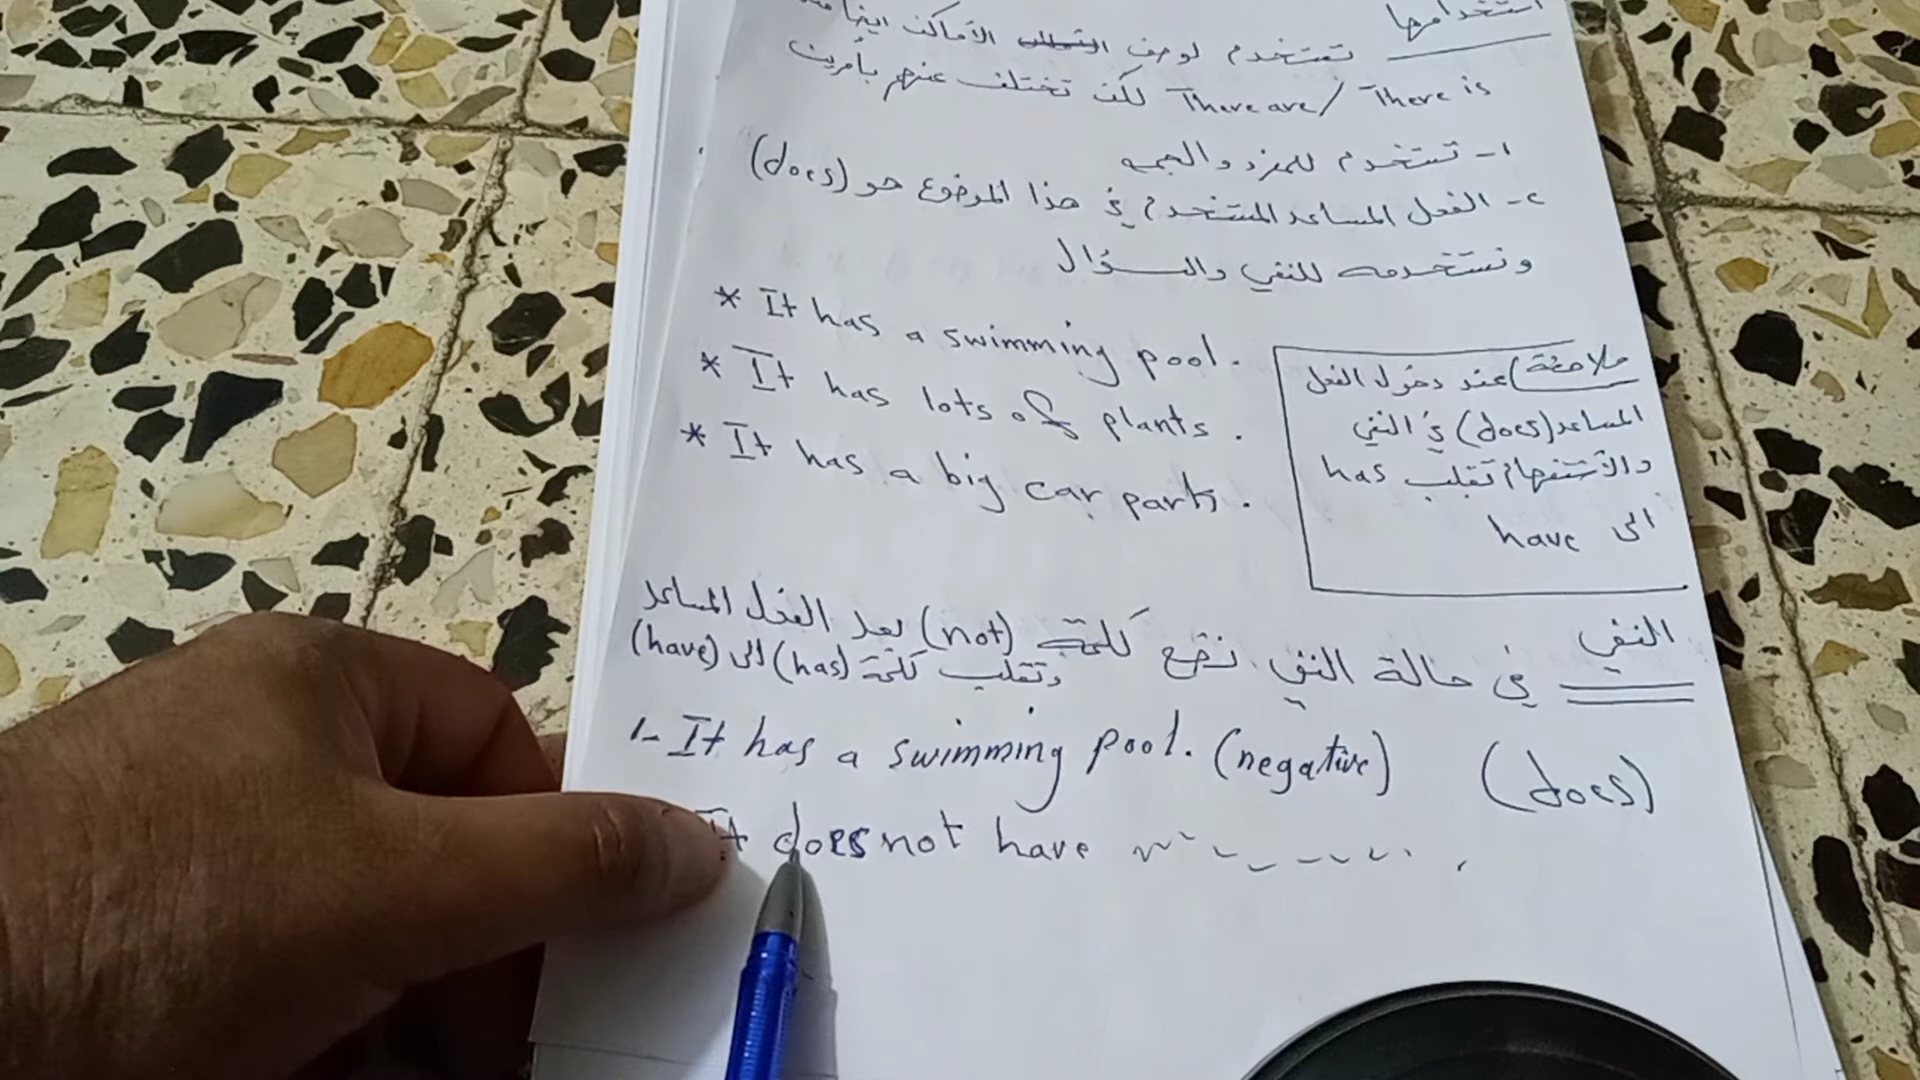 استخدامها
تستخدم لوصف الأماكن ايضا
There is / There are لكن تختلف عنهم بأمرين
١- تستخدم للمفرد والجمع
٢- الفعل المساعد المستخدم في هذا الموضوع هو (does)
ونستخدمه للنفي والسؤال
* It has a swimming pool.
* It has lots of plants.
* It has a big car parts.
ملاحظة) عند دخول الفعل
المساعد (does) في النفي
والأستفهام تقلب has
الى have
النفي في حالة النفي نضع كلمة (not) بعد الفعل المساعد
وتقلب كلمة (has) الى (have)
1- It has a swimming pool. (negative) (does)
It does not have